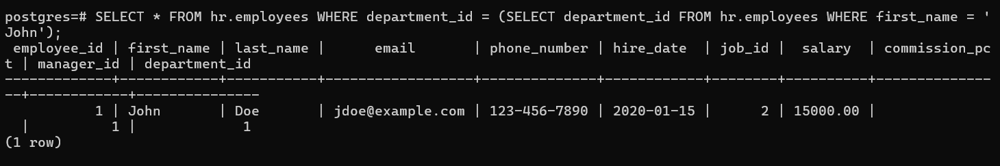 postgres=# SELECT * FROM hr.employees WHERE department_id = (SELECT department_id FROM hr.employees WHERE first_name = '
John');
 employee_id | first_name | last_name |      email       | phone_number | hire_date  | job_id |  salary  | commission_pc
t | manager_id | department_id
-------------+------------+-----------+------------------+--------------+------------+--------+----------+--------------
--+------------+---------------
           1 | John       | Doe       | jdoe@example.com | 123-456-7890 | 2020-01-15 |      2 | 15000.00 |
  |          1 |             1
(1 row)